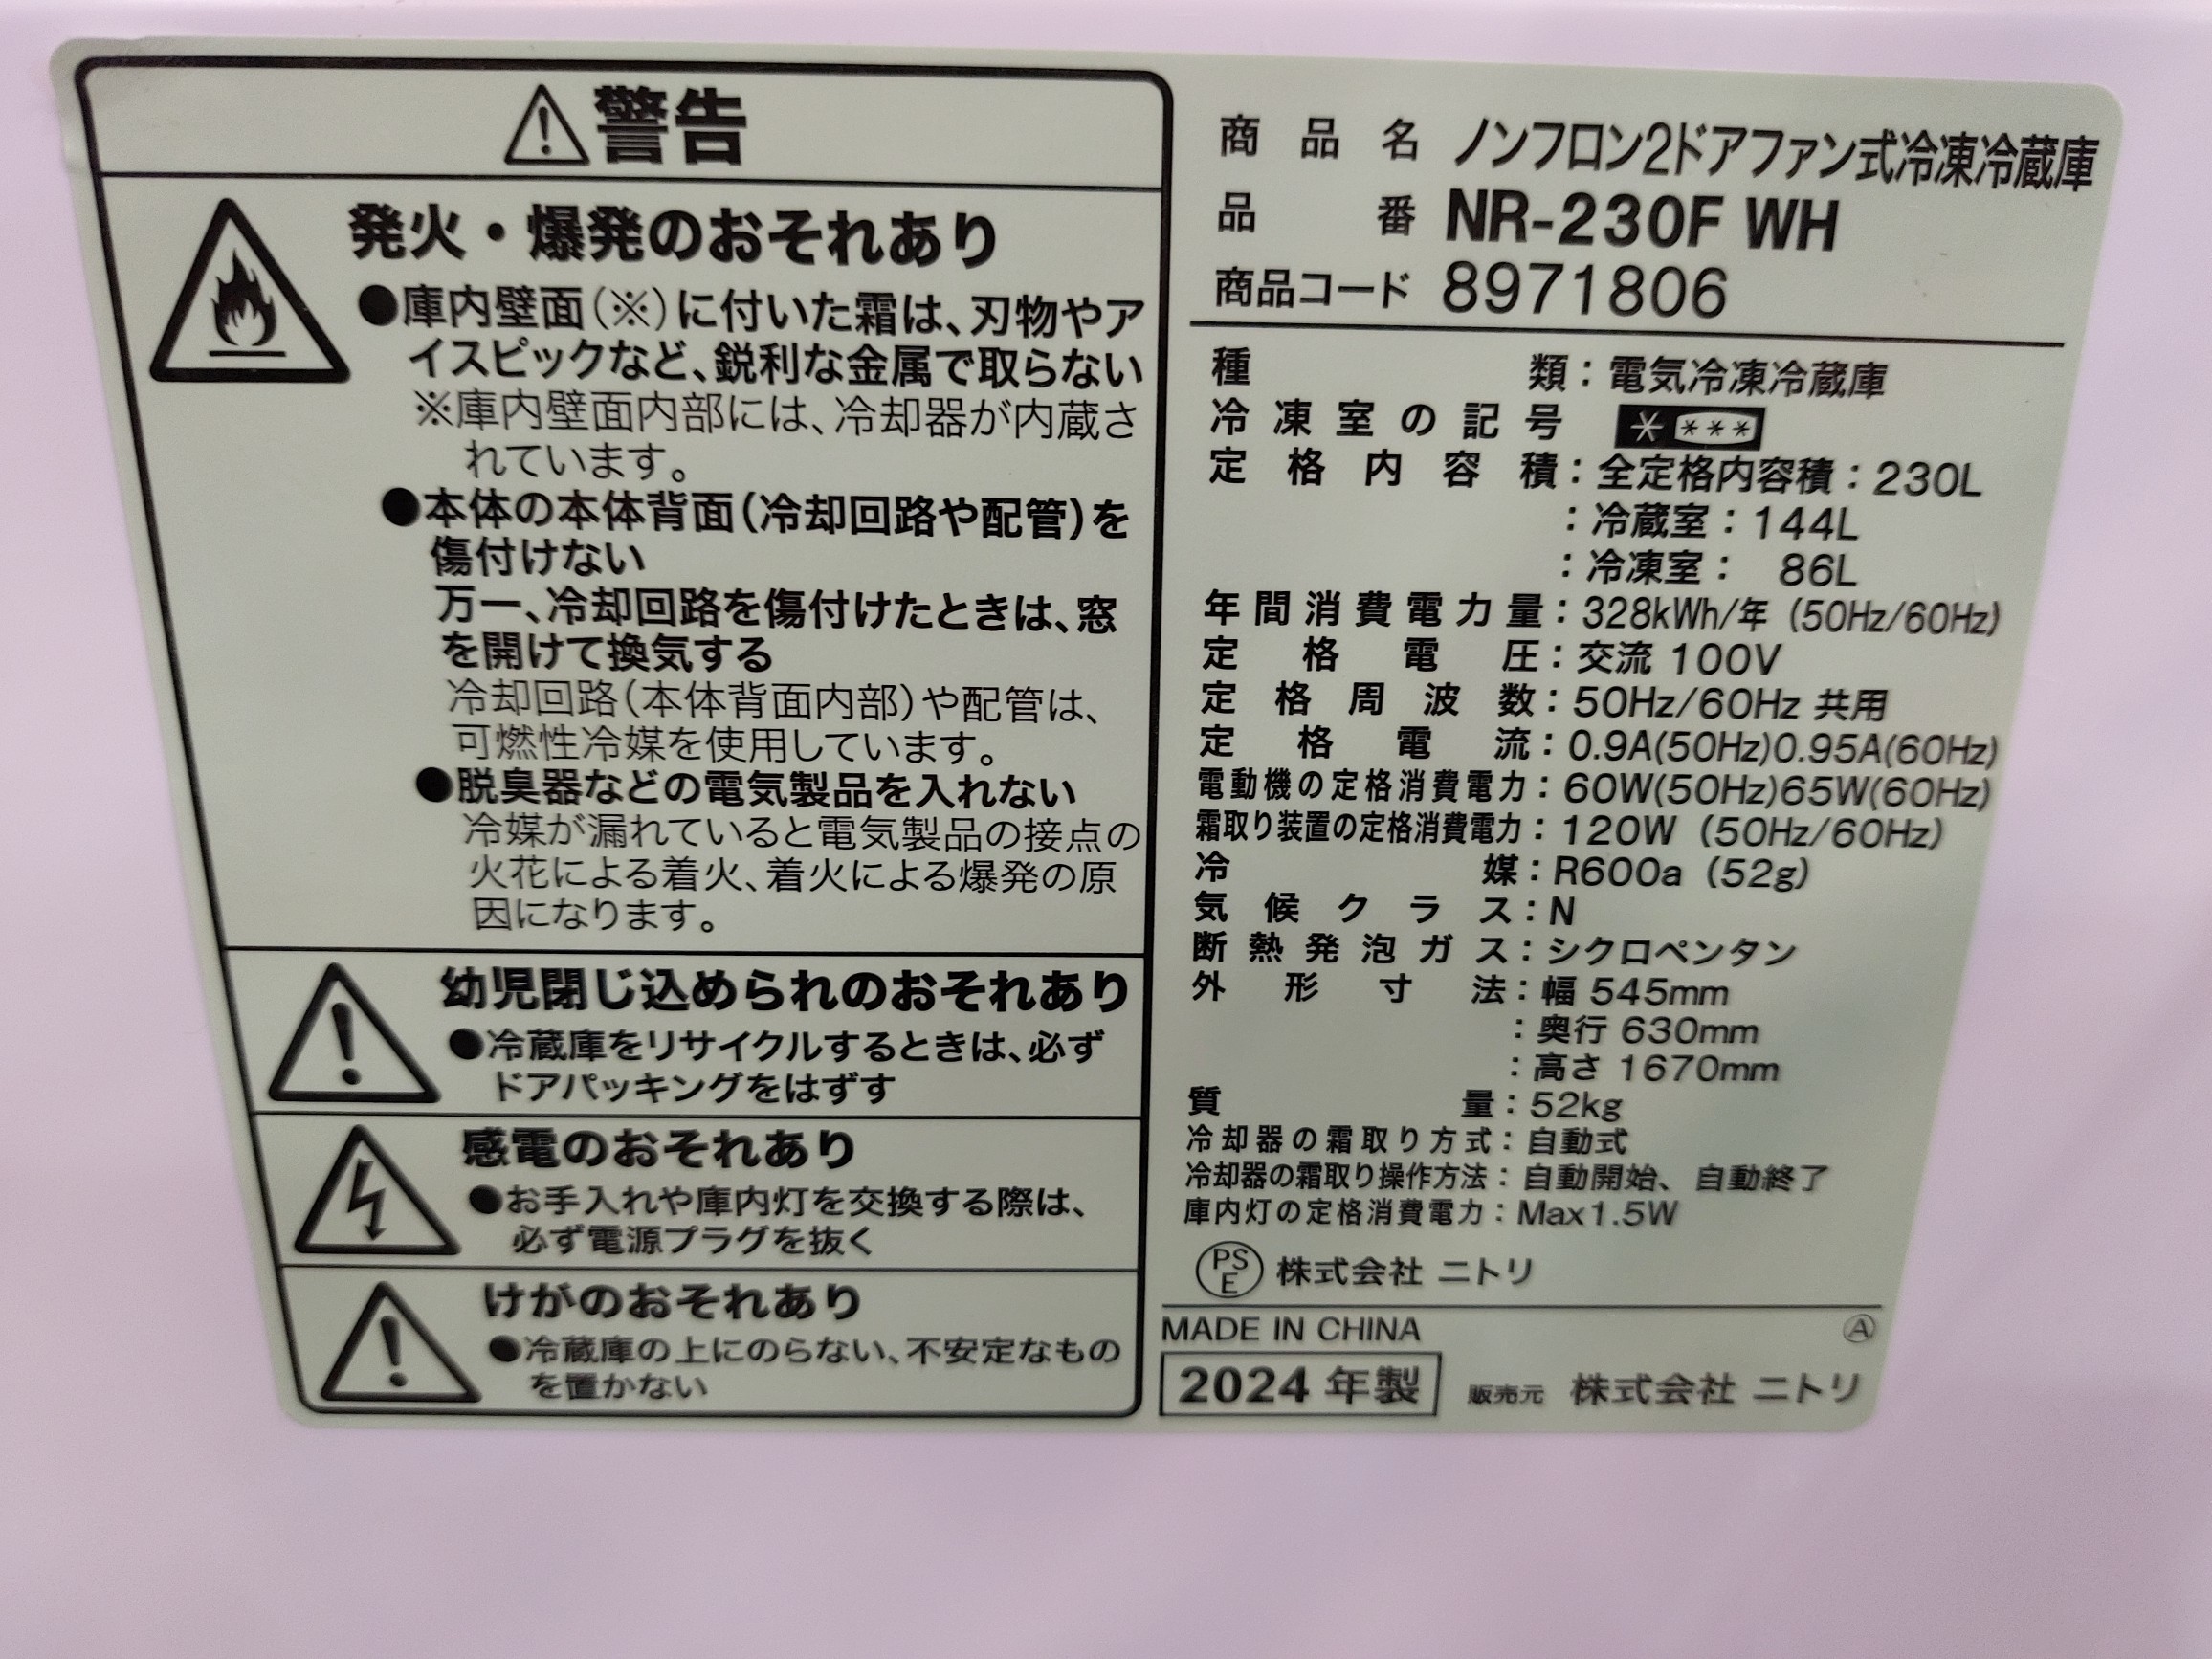 警告
発火・爆発のおそれあり
●庫内壁面(※)に付いた霜は、刃物やア
イスピックなど、鋭利な金属で取らない
※庫内壁面内部には、冷却器が内蔵さ
れています。
●本体の本体背面(冷却回路や配管)を
傷付けない
万一、冷却回路を傷付けたときは、窓
を開けて換気する
冷却回路(本体背面内部)や配管は、
可燃性冷媒を使用しています。
●脱臭器などの電気製品を入れない
冷媒が漏れていると電気製品の接点の
火花による着火、着火による爆発の原
因になります。
幼児閉じ込められのおそれあり
●冷蔵庫をリサイクルするときは、必ず
ドアパッキングをはずす
感電のおそれあり
●お手入れや庫内灯を交換する際は、
必ず電源プラグを抜く
けがのおそれあり
●冷蔵庫の上にのらない、不安定なもの
を置かない
商品名 ノンフロン2ドアファン式冷凍冷蔵庫
品番 NR-230F WH
商品コード 8971806
種類：電気冷凍冷蔵庫
冷凍室の記号 * ***
定格内容積：全定格内容積：230L
：冷蔵室：144L
：冷凍室： 86L
年間消費電力量：328kWh/年 (50Hz/60Hz)
定格電圧：交流 100V
定格周波数：50Hz/60Hz 共用
定格電流：0.9A(50Hz)0.95A(60Hz)
電動機の定格消費電力：60W(50Hz)65W(60Hz)
霜取り装置の定格消費電力：120W (50Hz/60Hz)
冷媒：R600a (52g)
気候クラス：N
断熱発泡ガス：シクロペンタン
外形寸法：幅 545mm
：奥行 630mm
：高さ 1670mm
質量：52kg
冷却器の霜取り方式：自動式
冷却器の霜取り操作方法：自動開始、自動終了
庫内灯の定格消費電力：Max1.5W
PSE 株式会社 ニトリ
MADE IN CHINA Ⓐ
2024 年製 販売元 株式会社 ニトリ